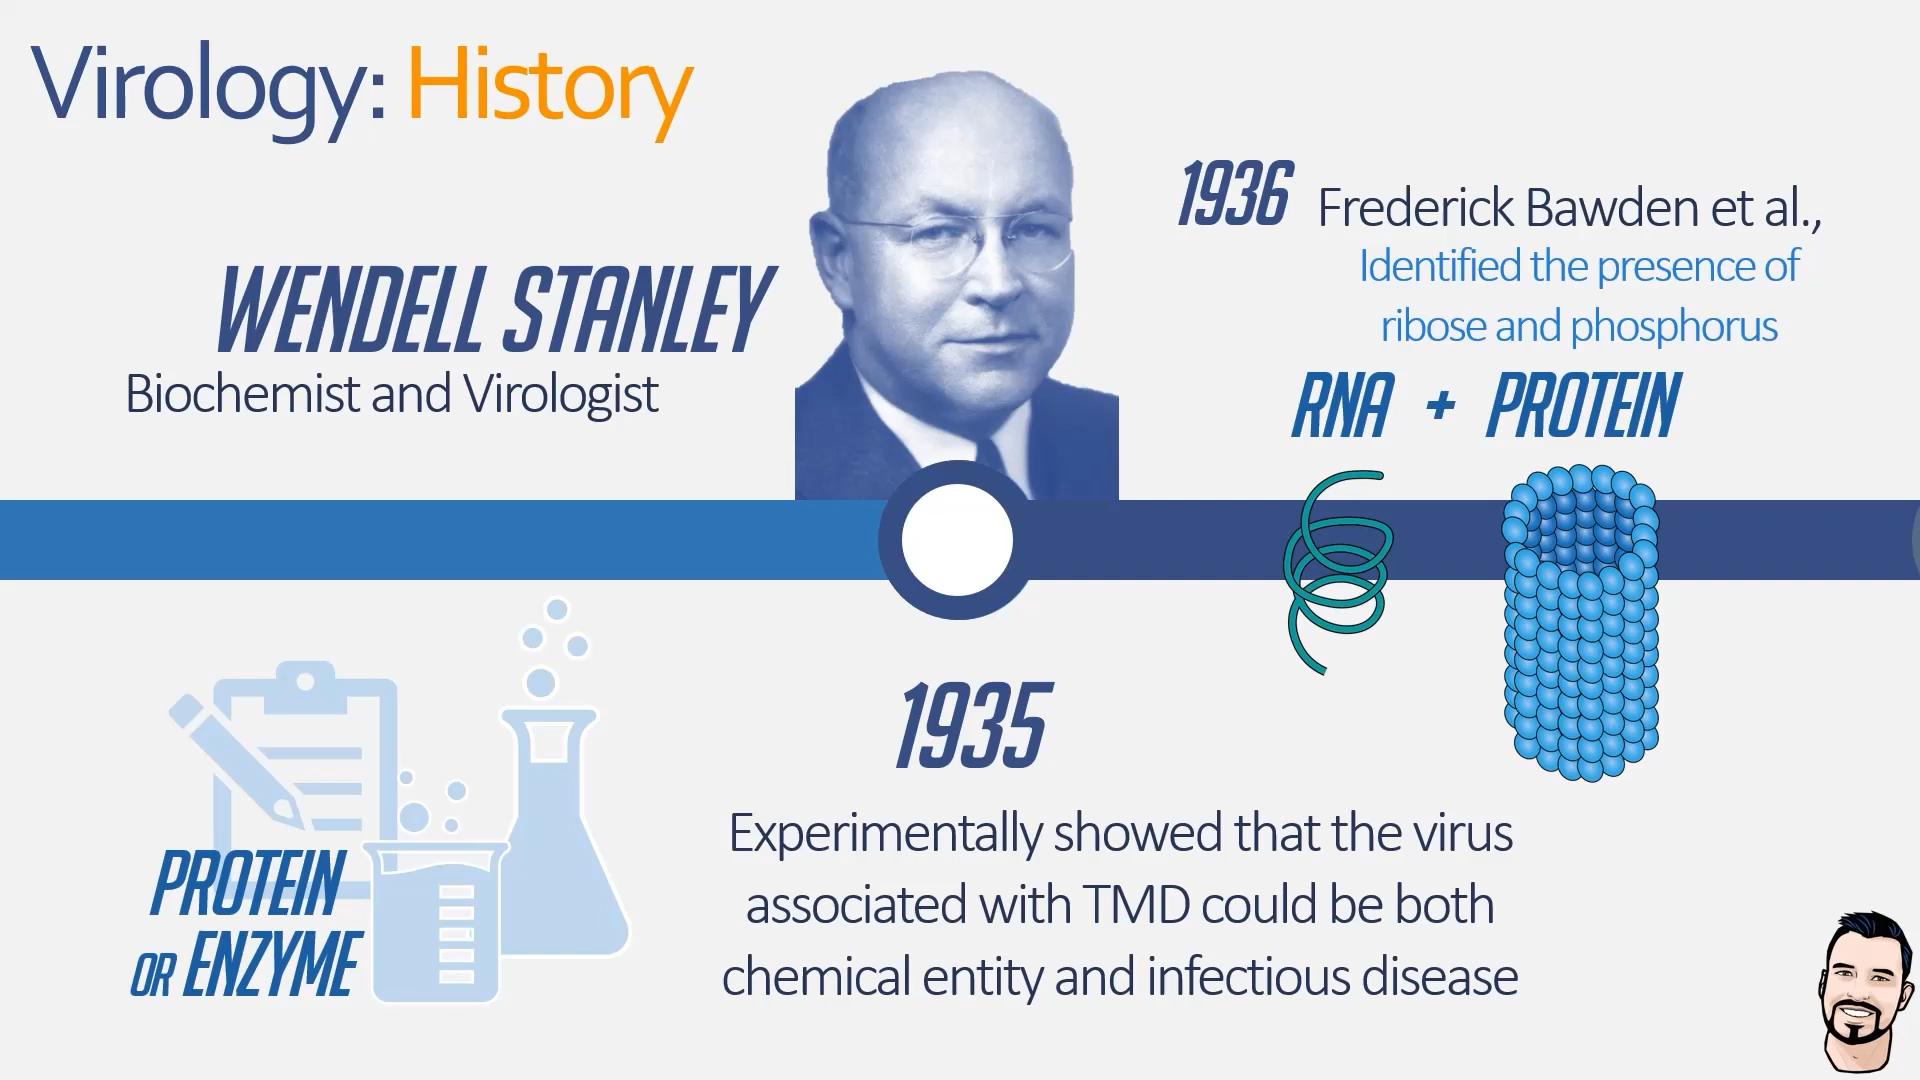 Virology: History
WENDELL STANLEY
Biochemist and Virologist
1936 Frederick Bawden et al.,
Identified the presence of
ribose and phosphorus
RNA + PROTEIN
PROTEIN
OR ENZYME
1935
Experimentally showed that the virus
associated with TMD could be both
chemical entity and infectious disease